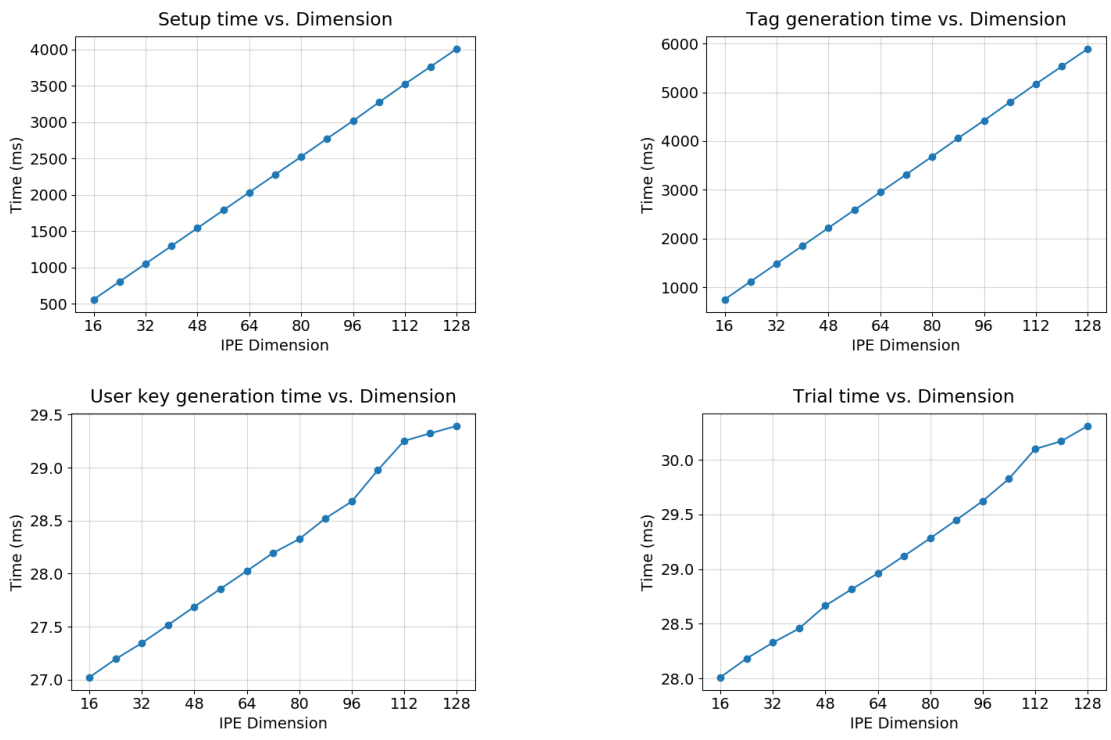 Setup time vs. Dimension
4000
3500
3000
2500
2000
1500
1000
500
Time (ms)
16 32 48 64 80 96 112 128
IPE Dimension
Tag generation time vs. Dimension
6000
5000
4000
3000
2000
1000
Time (ms)
16 32 48 64 80 96 112 128
IPE Dimension
User key generation time vs. Dimension
29.5
29.0
28.5
28.0
27.5
27.0
Time (ms)
16 32 48 64 80 96 112 128
IPE Dimension
Trial time vs. Dimension
30.0
29.5
29.0
28.5
28.0
Time (ms)
16 32 48 64 80 96 112 128
IPE Dimension